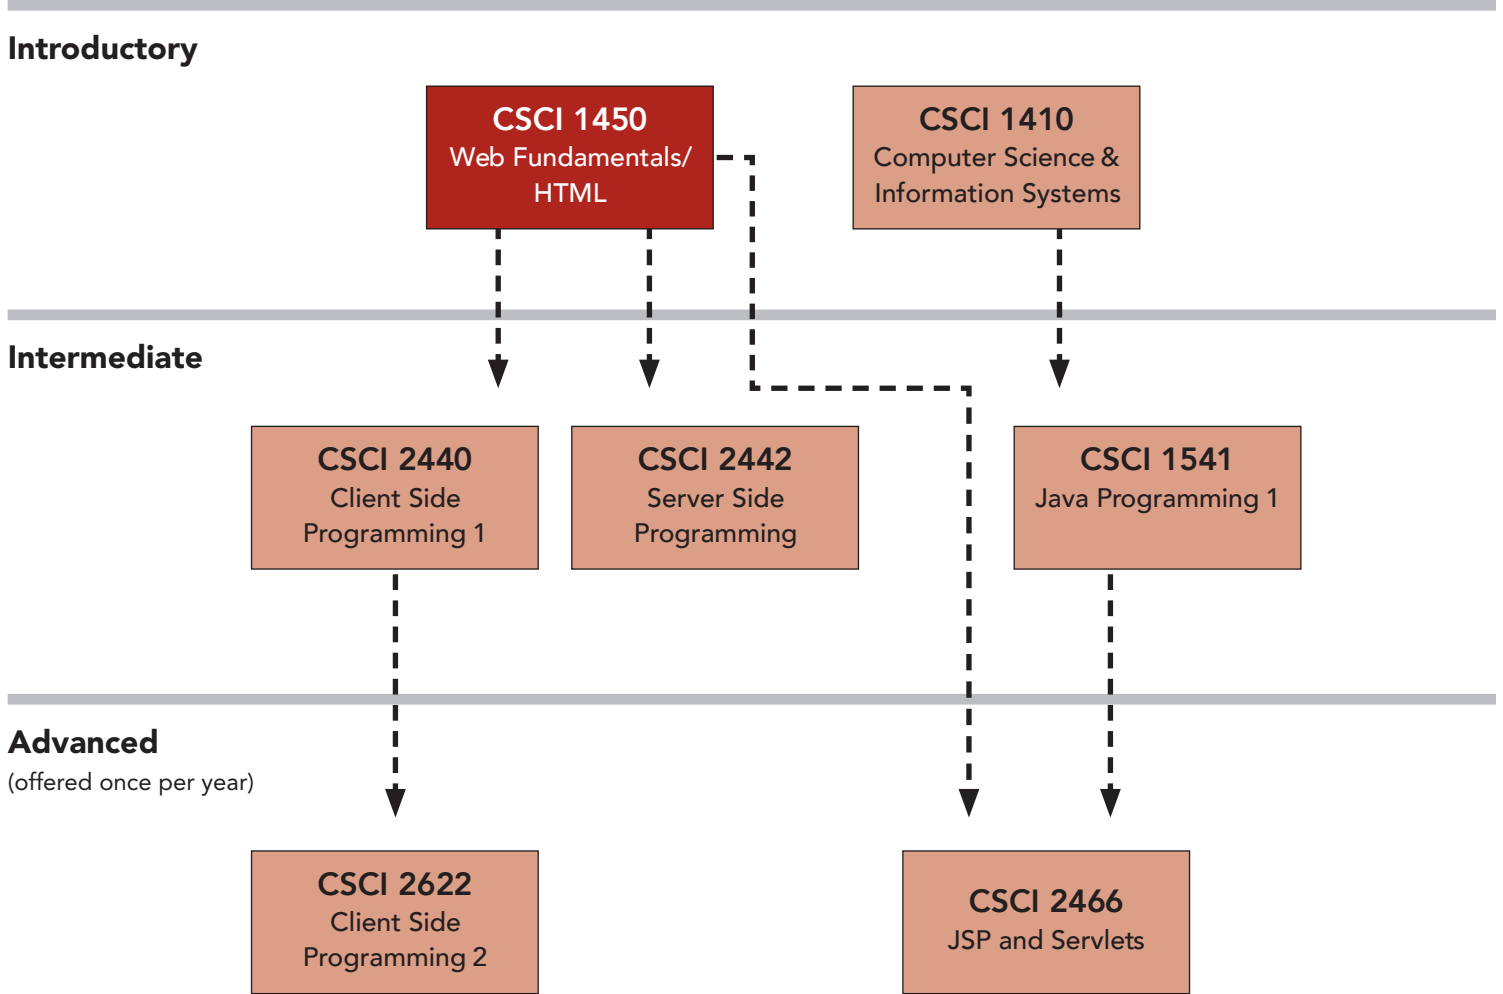 Introductory
CSCI 1450
Web Fundamentals/
HTML
CSCI 1410
Computer Science &
Information Systems
Intermediate
CSCI 2440
Client Side
Programming 1
CSCI 2442
Server Side
Programming
CSCI 1541
Java Programming 1
Advanced
(offered once per year)
CSCI 2622
Client Side
Programming 2
CSCI 2466
JSP and Servlets